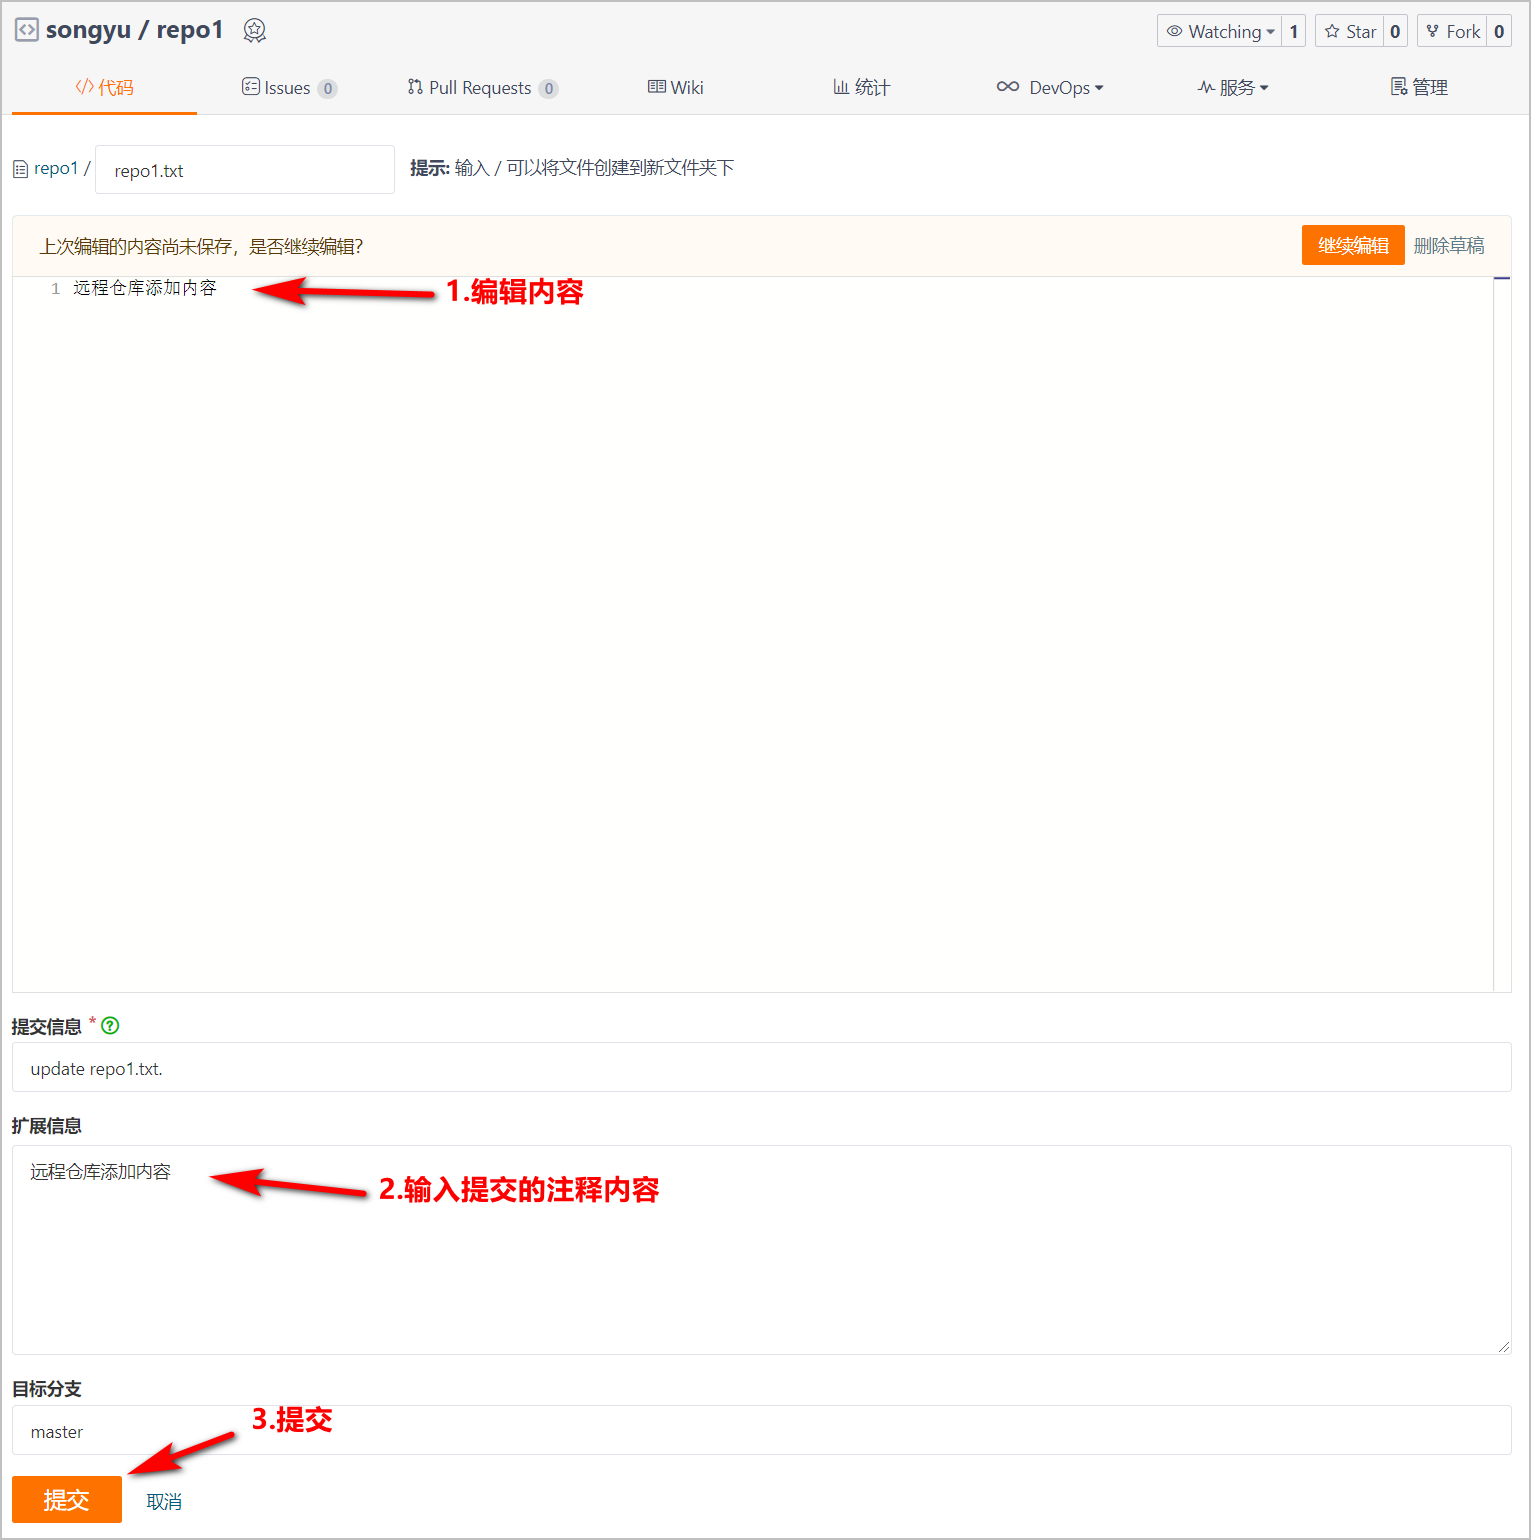 songyu / repo1
Watching 1 Star 0 Fork 0
代码 Issues 0 Pull Requests 0 Wiki 统计 DevOps 服务 管理
repo1 / repo1.txt 提示: 输入 / 可以将文件创建到新文件夹下
上次编辑的内容尚未保存，是否继续编辑？ 继续编辑 删除草稿
1 远程仓库添加内容 1.编辑内容
提交信息 * ?
update repo1.txt.
扩展信息
远程仓库添加内容 2.输入提交的注释内容
目标分支
3.提交
master
提交 取消